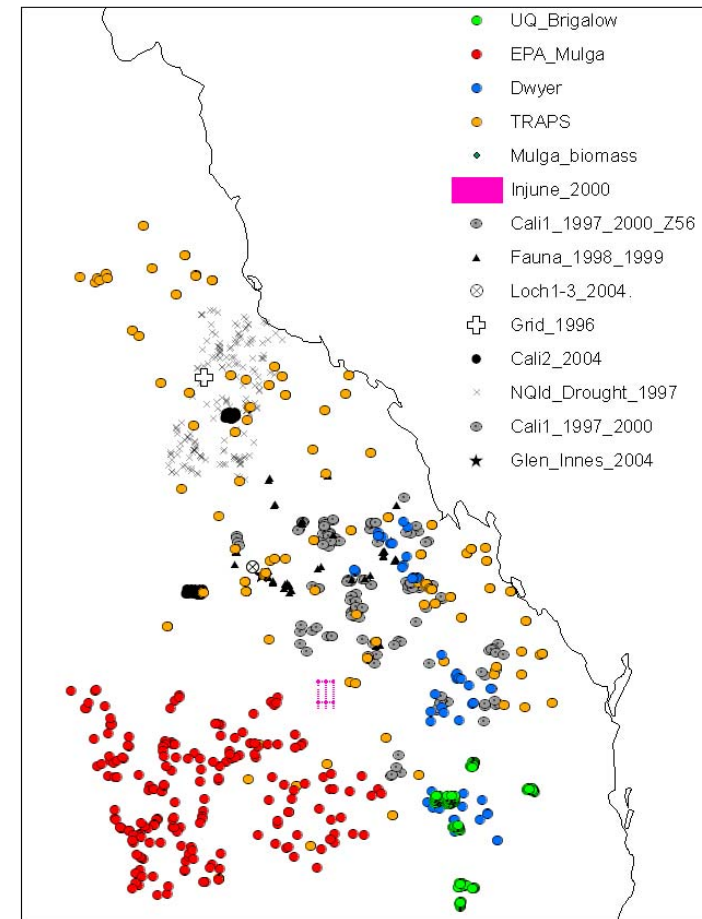 UQ_Brigalow
EPA_Mulga
Dwyer
TRAPS
Mulga_biomass
Injune_2000
Cali1_1997_2000_Z56
Fauna_1998_1999
Loch1-3_2004.
Grid_1996
Cali2_2004
NQld_Drought_1997
Cali1_1997_2000
Glen_Innes_2004